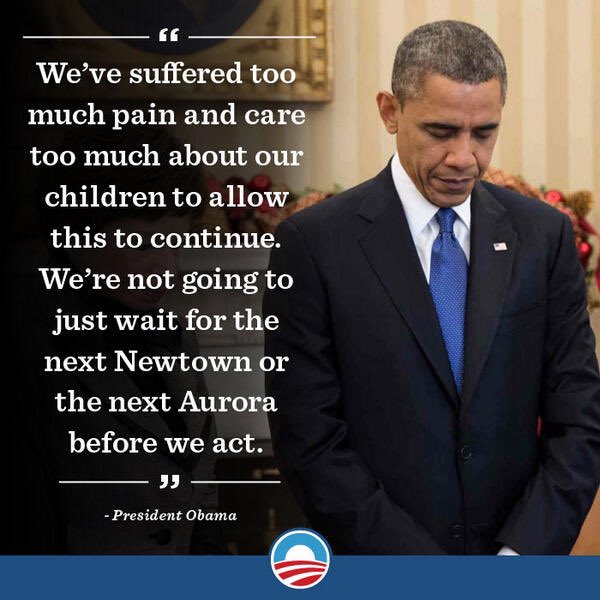 “
We’ve suffered too
much pain and care
too much about our
children to allow
this to continue.
We’re not going to
just wait for the
next Newtown or
the next Aurora
before we act.
”
- President Obama